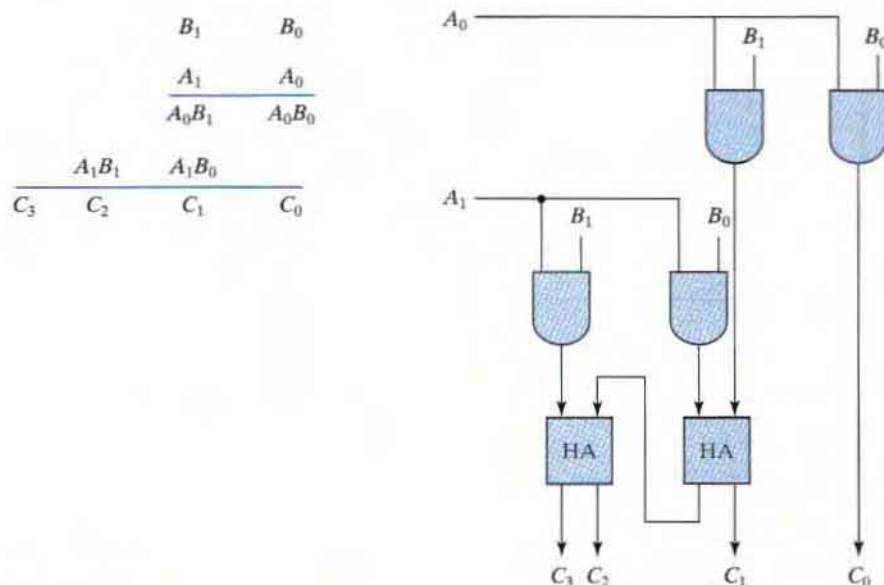 B₁ B₀
A₁ A₀
A₀B₁ A₀B₀
A₁B₁ A₁B₀
C₃ C₂ C₁ C₀
A₀
B₁ B₀
A₁
B₁ B₀
HA HA
C₃ C₂ C₁ C₀